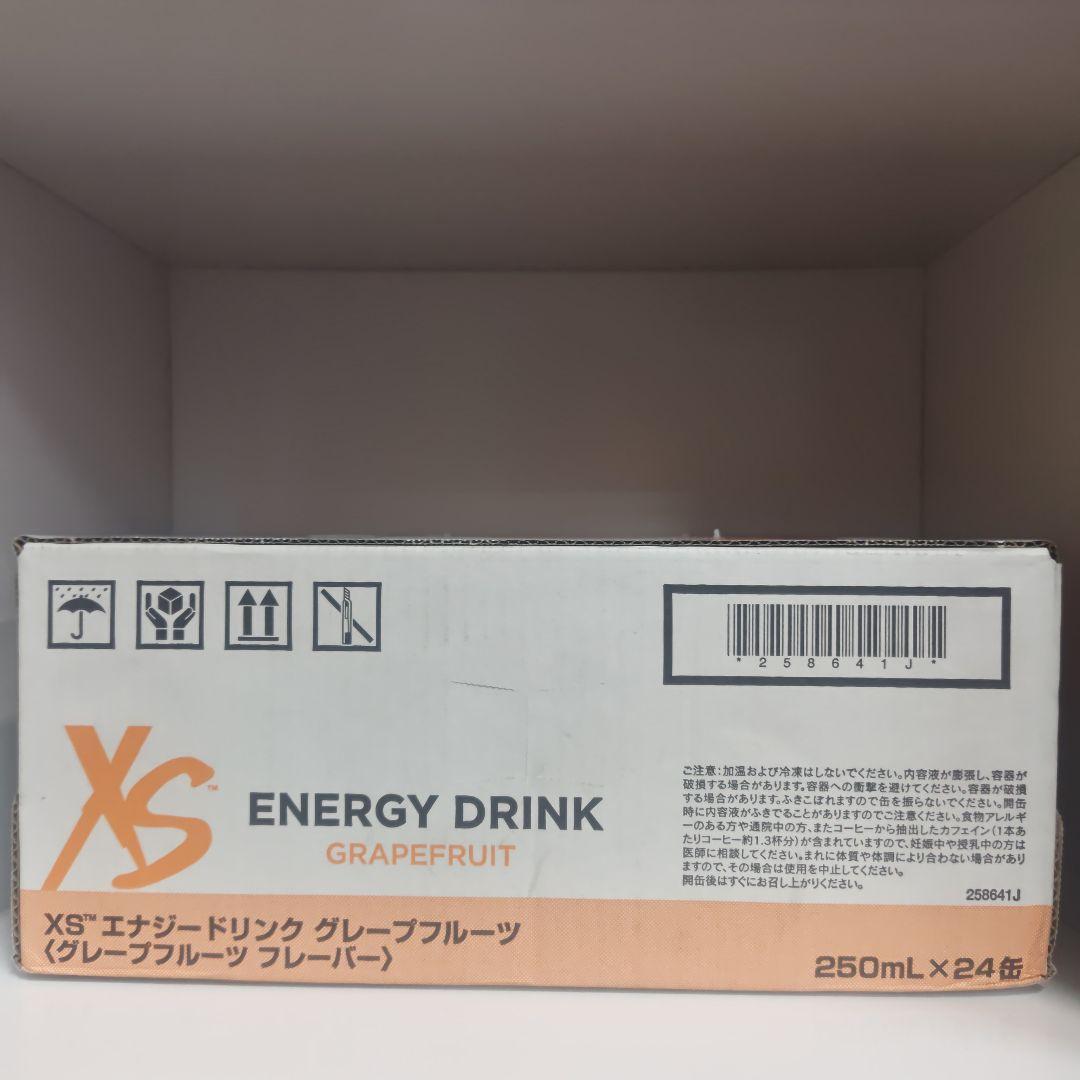 *258641J*
XS™
ENERGY DRINK
GRAPEFRUIT
ご注意:加温および冷凍はしないでください。内容液が膨張し、容器が
破損する場合があります。容器への衝撃を避けてください。容器が破損
する場合があります。ふきこぼれますので缶を振らないでください。開缶
時に内容液がふきでることがありますのでご注意ください。食物アレルギ
ーのある方や通院中の方、またコーヒーから抽出したカフェイン(1本あ
たりコーヒー約1.3杯分)が含まれていますので、妊娠中や授乳中の方は
医師に相談してください。まれに体質や体調により合わない場合があり
ますので、その場合は使用を中止してください。
開缶後はすぐにお召し上がりください。
258641J
XS™エナジードリンク グレープフルーツ
〈グレープフルーツ フレーバー〉
250mL×24缶